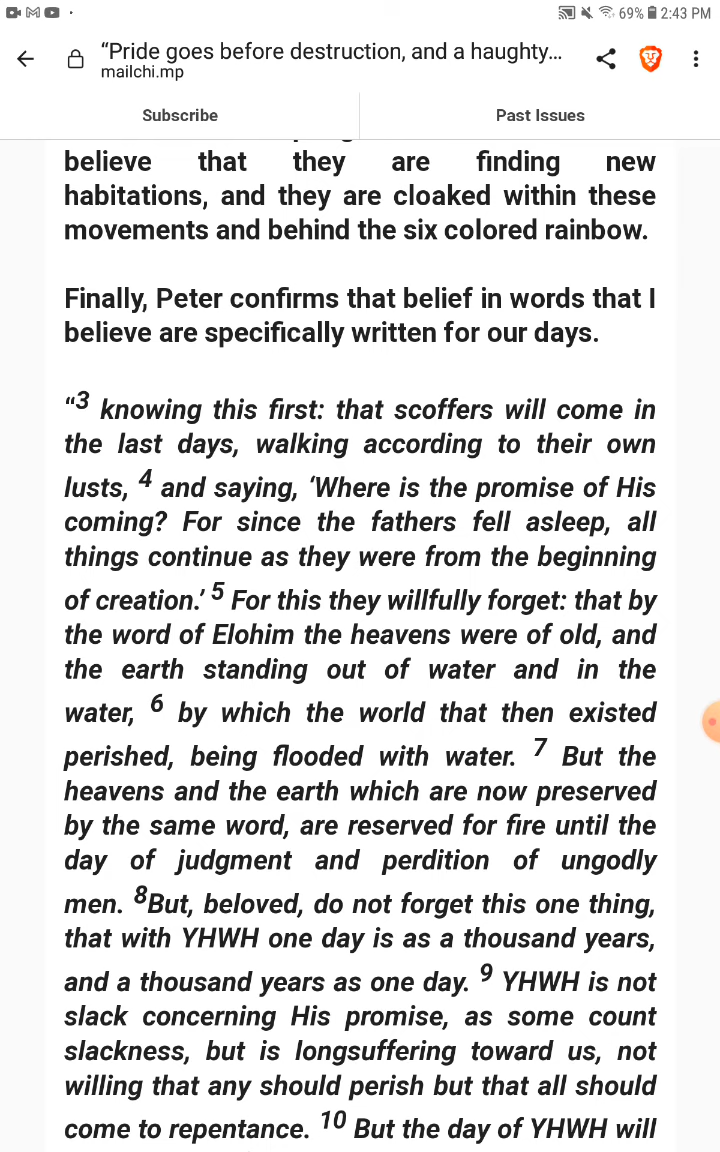 69% 2:43 PM
“Pride goes before destruction, and a haughty...
mailchi.mp
Subscribe
Past Issues
believe that they are finding new
habitations, and they are cloaked within these
movements and behind the six colored rainbow.
Finally, Peter confirms that belief in words that I
believe are specifically written for our days.
“3 knowing this first: that scoffers will come in
the last days, walking according to their own
lusts, 4 and saying, ‘Where is the promise of His
coming? For since the fathers fell asleep, all
things continue as they were from the beginning
of creation.’ 5 For this they willfully forget: that by
the word of Elohim the heavens were of old, and
the earth standing out of water and in the
water, 6 by which the world that then existed
perished, being flooded with water. 7 But the
heavens and the earth which are now preserved
by the same word, are reserved for fire until the
day of judgment and perdition of ungodly
men. 8But, beloved, do not forget this one thing,
that with YHWH one day is as a thousand years,
and a thousand years as one day. 9 YHWH is not
slack concerning His promise, as some count
slackness, but is longsuffering toward us, not
willing that any should perish but that all should
come to repentance. 10 But the day of YHWH will